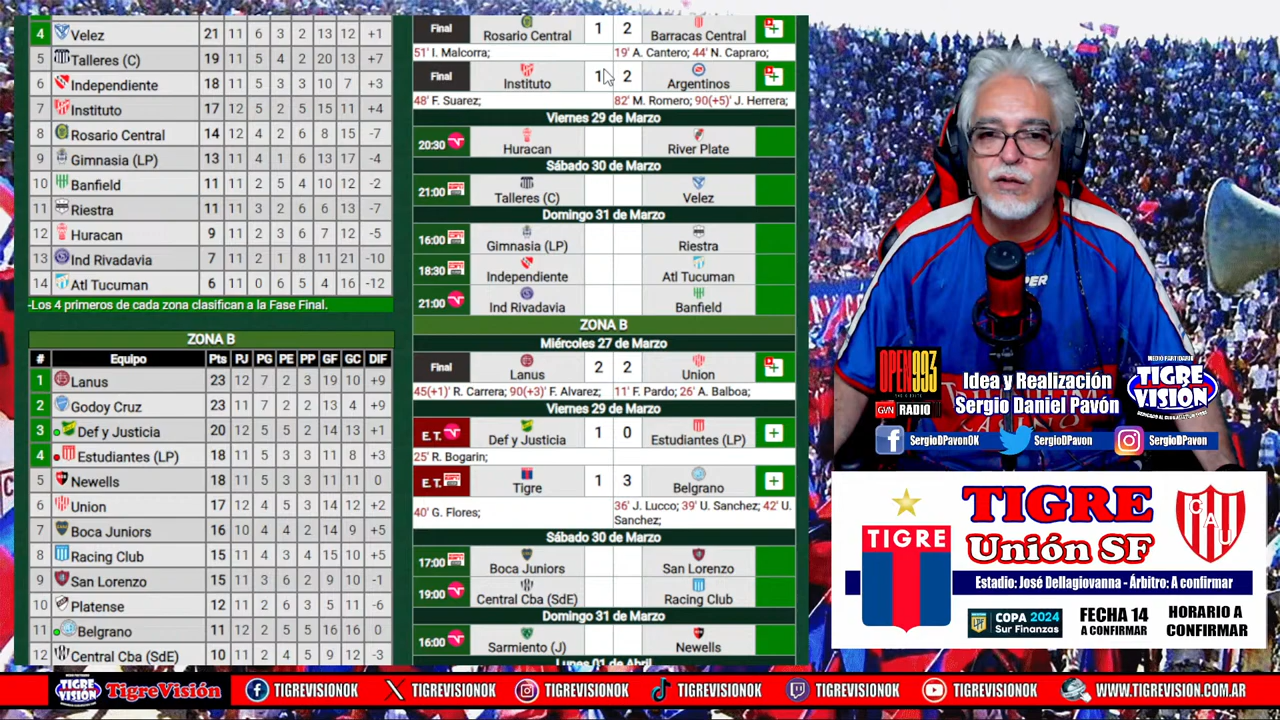 4 Velez 21 11 6 3 2 13 12 +1
5 Talleres (C) 19 11 5 4 2 20 13 +7
6 Independiente 18 11 5 3 3 10 7 +3
7 Instituto 17 12 5 2 5 15 11 +4
8 Rosario Central 14 12 4 2 6 8 15 -7
9 Gimnasia (LP) 13 11 4 1 6 13 17 -4
10 Banfield 11 11 2 5 4 10 12 -2
11 Riestra 11 11 3 2 6 6 13 -7
12 Huracan 9 11 2 3 6 7 12 -5
13 Ind Rivadavia 7 11 2 1 8 11 21 -10
14 Atl Tucuman 6 11 0 6 5 4 16 -12
-Los 4 primeros de cada zona clasifican a la Fase Final.
ZONA B
# Equipo Pts PJ PG PE PP GF GC DIF
1 Lanus 23 12 7 2 3 19 10 +9
2 Godoy Cruz 23 11 7 2 2 13 4 +9
3 Def y Justicia 20 12 5 5 2 14 13 +1
4 Estudiantes (LP) 18 11 5 3 3 11 8 +3
5 Newells 18 11 5 3 3 11 11 0
6 Union 17 12 4 5 3 14 12 +2
7 Boca Juniors 16 10 4 4 2 14 9 +5
8 Racing Club 15 11 4 3 4 15 10 +5
9 San Lorenzo 15 11 3 6 2 9 10 -1
10 Platense 12 11 2 6 3 5 11 -6
11 Belgrano 11 12 2 5 5 16 16 0
12 Central Cba (SdE) 10 11 2 4 5 9 12 -3
Final Rosario Central 1 2 Barracas Central
51' I. Malcorra; 19' A. Cantero; 44' N. Capraro;
Final Instituto 1 2 Argentinos
48' F. Suarez; 82' M. Romero; 90(+5)' J. Herrera;
Viernes 29 de Marzo
20:30 Huracan River Plate
Sábado 30 de Marzo
21:00 Talleres (C) Velez
Domingo 31 de Marzo
16:00 Gimnasia (LP) Riestra
18:30 Independiente Atl Tucuman
21:00 Ind Rivadavia Banfield
ZONA B
Miércoles 27 de Marzo
Final Lanus 2 2 Union
45(+1)' R. Carrera; 90(+3)' F. Alvarez; 11' F. Pardo; 26' A. Balboa;
Viernes 29 de Marzo
E.T. Def y Justicia 1 0 Estudiantes (LP)
25' R. Bogarin;
E.T. Tigre 1 3 Belgrano
40' G. Flores; 36' J. Lucco; 39' U. Sanchez; 42' U.
Sanchez;
Sábado 30 de Marzo
17:00 Boca Juniors San Lorenzo
19:00 Central Cba (SdE) Racing Club
Domingo 31 de Marzo
16:00 Sarmiento (J) Newells
Lunes 01 de Abril
OPEN 99.3
GVN RADIO
Idea y Realización
Sergio Daniel Pavón
MEDIO PARTIDARIO
TIGRE
VISIÓN
SergioDPavonOK SergioDPavon SergioDPavon
TIGRE
TIGRE
Unión SF
CAU
Estadio: José Dellagiovanna - Árbitro: A confirmar
COPA 2024
Sur Finanzas
FECHA 14
A CONFIRMAR
HORARIO A
CONFIRMAR
TIGRE
VISIÓN
TigreVisión TIGREVISIONOK TIGREVISIONOK TIGREVISIONOK TIGREVISIONOK TIGREVISIONOK TIGREVISIONOK WWW.TIGREVISION.COM.AR